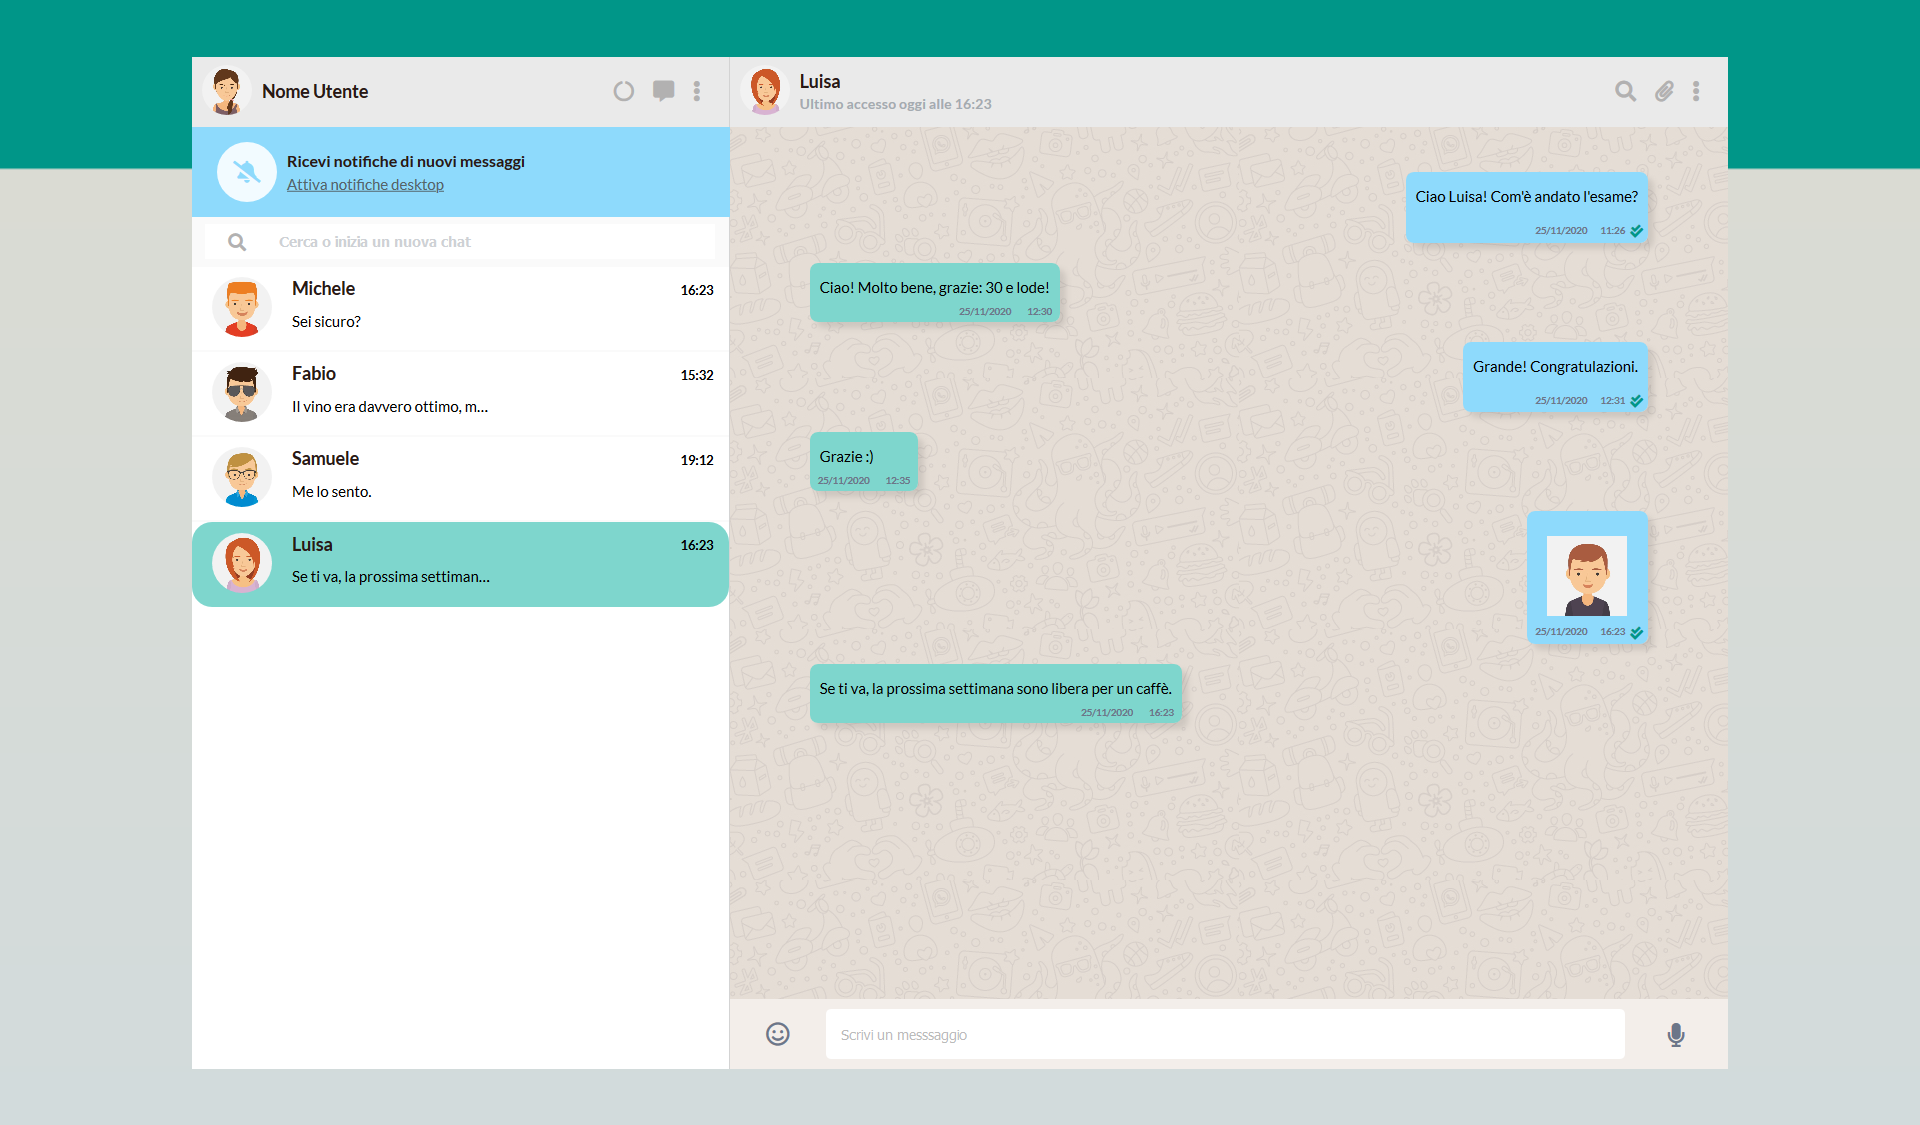 Nome Utente
Ricevi notifiche di nuovi messaggi
Attiva notifiche desktop
Cerca o inizia un nuova chat
Michele
16:23
Sei sicuro?
Fabio
15:32
Il vino era davvero ottimo, m...
Samuele
19:12
Me lo sento.
Luisa
16:23
Se ti va, la prossima settiman...
Luisa
Ultimo accesso oggi alle 16:23
Ciao Luisa! Com'è andato l'esame?
25/11/2020 11:26
Ciao! Molto bene, grazie: 30 e lode!
25/11/2020 12:30
Grande! Congratulazioni.
25/11/2020 12:31
Grazie :)
25/11/2020 12:35
25/11/2020 16:23
Se ti va, la prossima settimana sono libera per un caffè.
25/11/2020 16:23
Scrivi un messsaggio